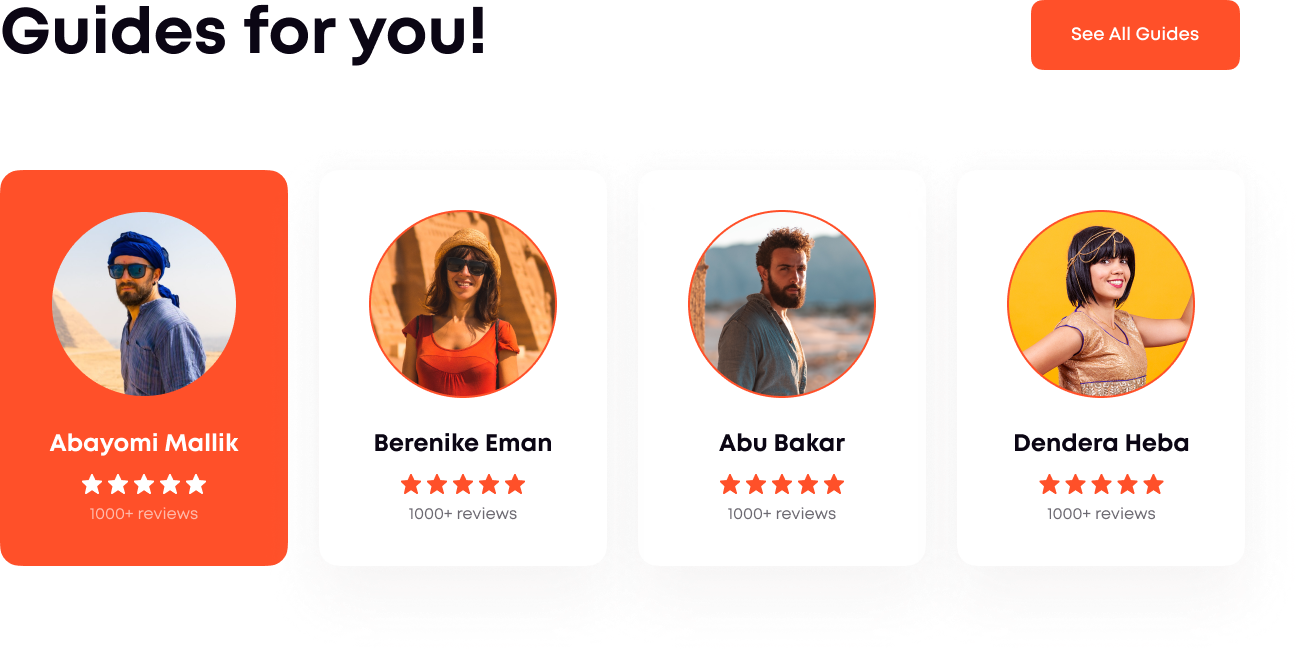 Guides for you!
See All Guides
Abayomi Mallik
1000+ reviews
Berenike Eman
1000+ reviews
Abu Bakar
1000+ reviews
Dendera Heba
1000+ reviews